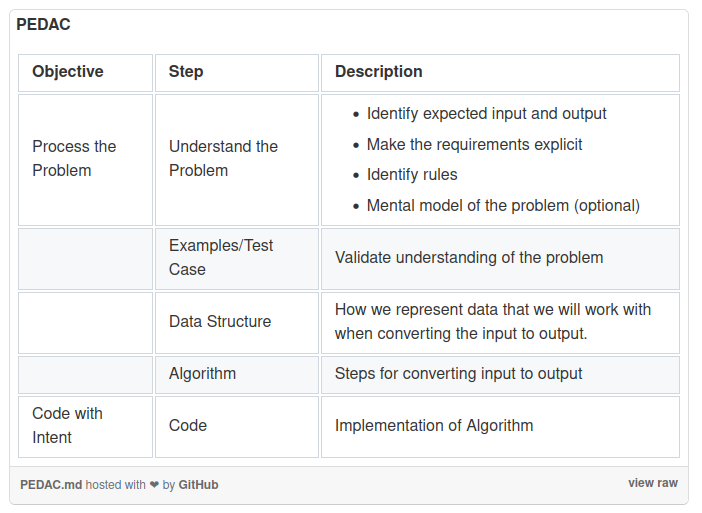 PEDAC
Objective
Step
Description
Process the
Problem
Understand the
Problem
• Identify expected input and output
• Make the requirements explicit
• Identify rules
• Mental model of the problem (optional)
Examples/Test
Case
Validate understanding of the problem
Data Structure
How we represent data that we will work with
when converting the input to output.
Algorithm
Steps for converting input to output
Code with
Intent
Code
Implementation of Algorithm
PEDAC.md hosted with ❤ by GitHub
view raw